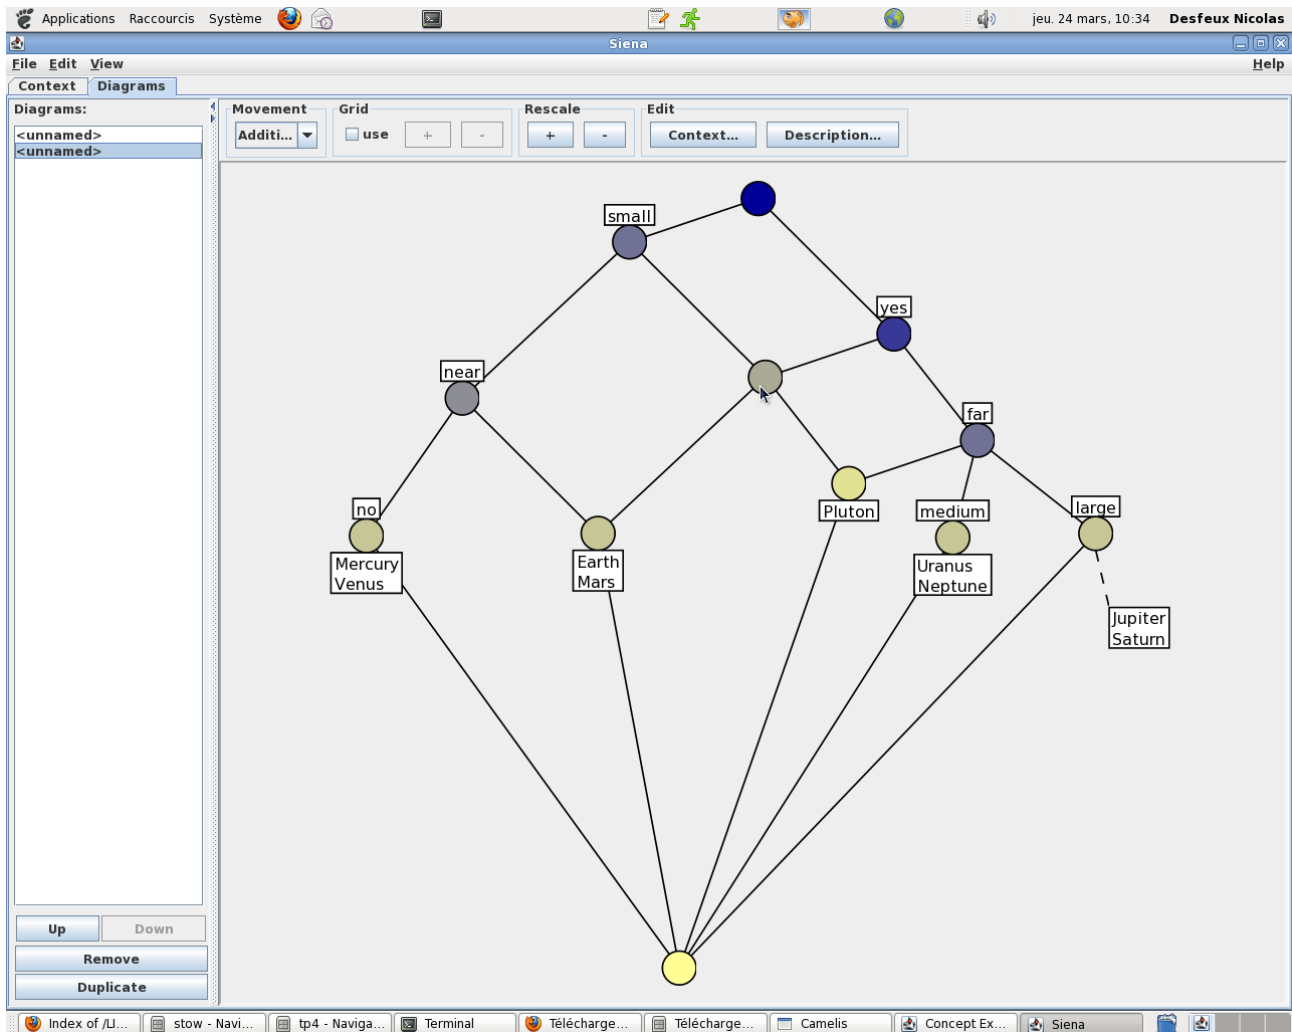 Applications Raccourcis Système jeu. 24 mars, 10:34 Desfeux Nicolas
Siena
File Edit View Help
Context Diagrams
Diagrams: Movement Grid Rescale Edit
<unnamed> Additi... use + - + - Context... Description...
<unnamed>
small
yes
near
far
no Pluton medium large
Mercury
Venus
Earth
Mars
Uranus
Neptune
Jupiter
Saturn
Up Down
Remove
Duplicate
Index of /LI... stow - Navi... tp4 - Naviga... Terminal Télécharge... Télécharge... Camelis Concept Ex... Siena